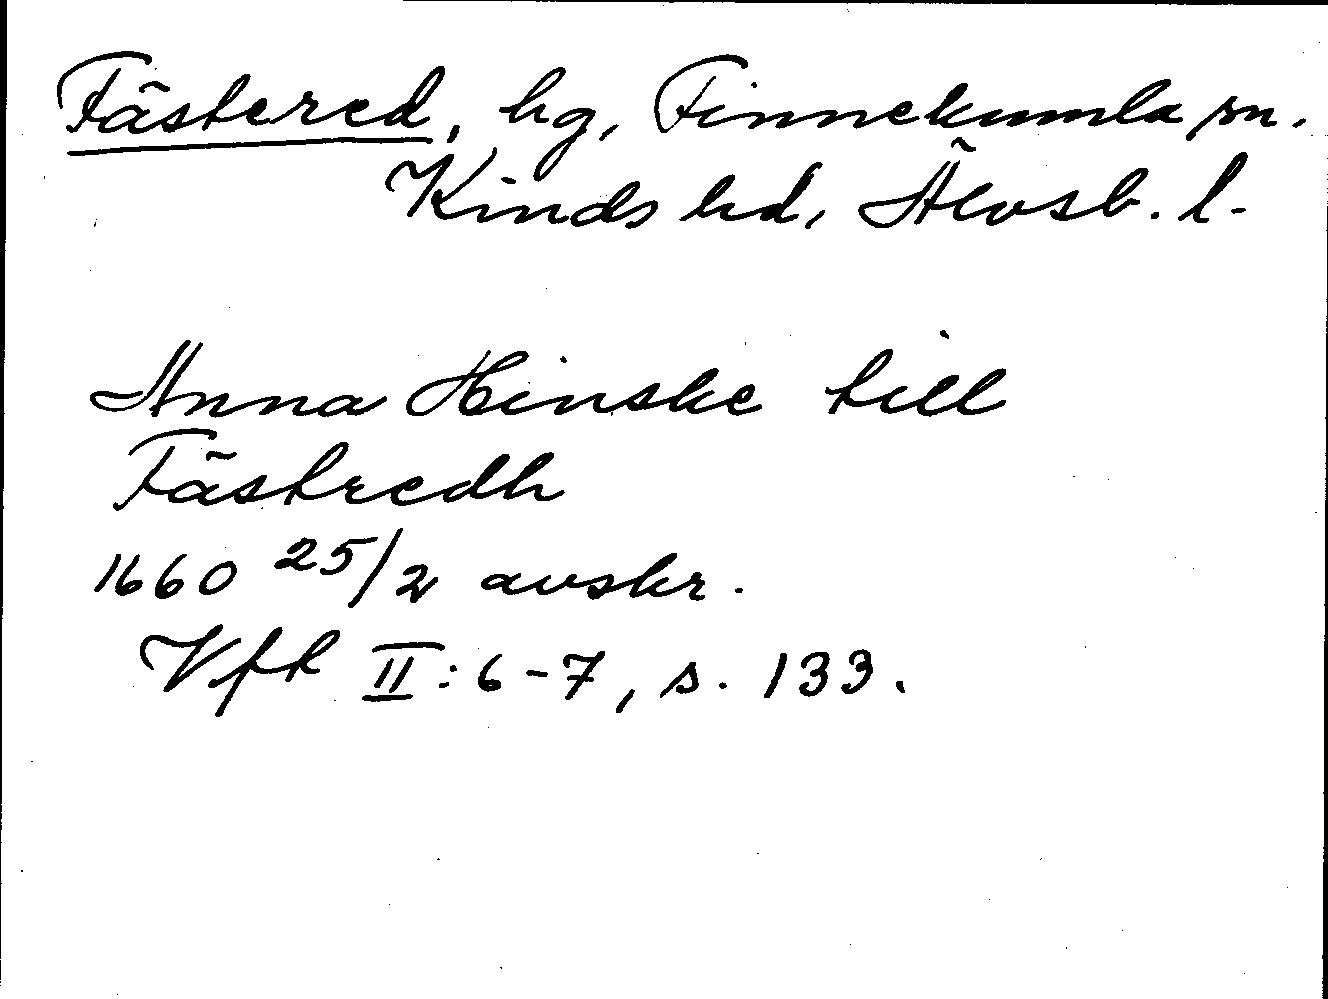 Fästered, hg, Finnekumla sn.
Kinds hd, Älvsb. l.
Anna Hinske till
Fästredh
1660 25/2 avskr.
Vfk II: 6-7, s. 133.